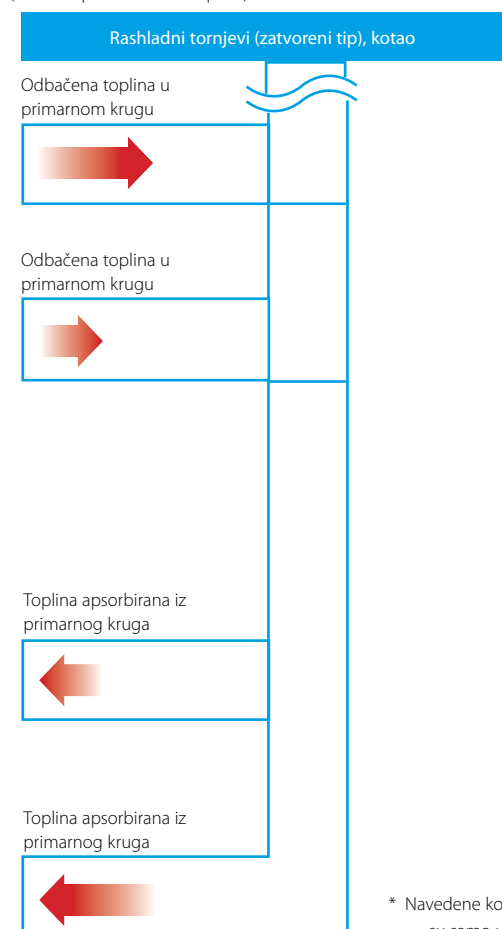 Rashladni tornjevi (zatvoreni tip), kotao
Odbačena toplina u
primarnom krugu
Odbačena toplina u
primarnom krugu
Toplina apsorbirana iz
primarnog kruga
Toplina apsorbirana iz
primarnog kruga
* Navedene ko